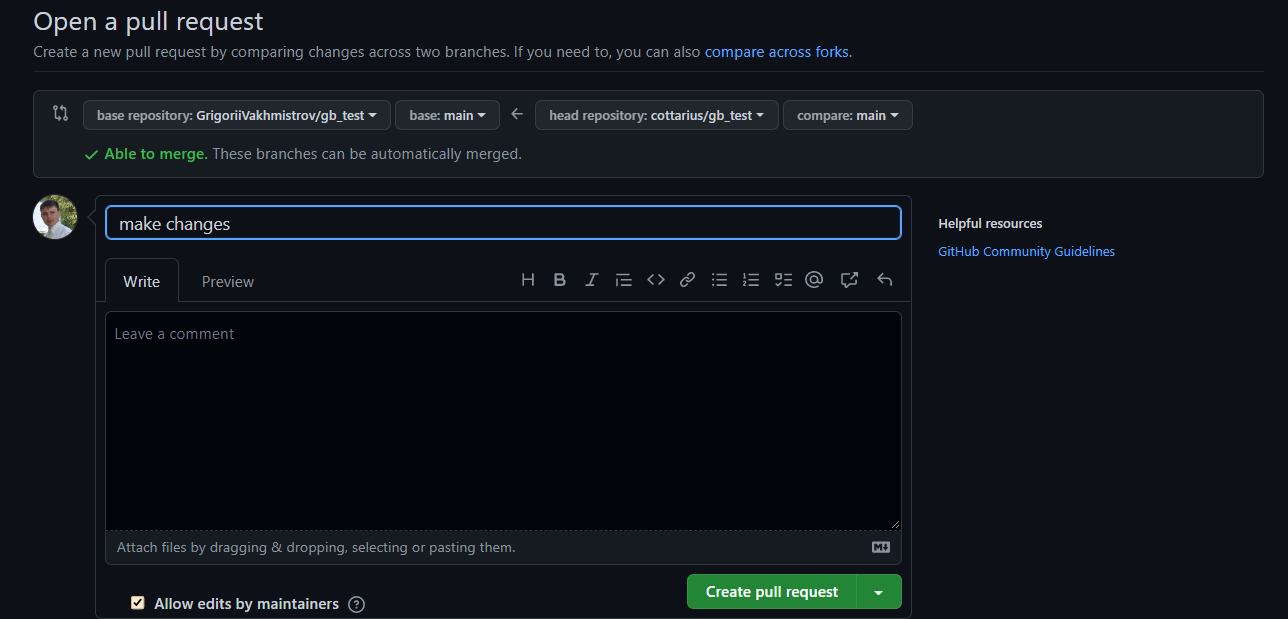 Open a pull request
Create a new pull request by comparing changes across two branches. If you need to, you can also compare across forks.
base repository: GrigoriiVakhmistrov/gb_test base: main ← head repository: cottarius/gb_test compare: main
Able to merge. These branches can be automatically merged.
make changes
Helpful resources
GitHub Community Guidelines
Write Preview
Leave a comment
Attach files by dragging & dropping, selecting or pasting them.
Allow edits by maintainers
Create pull request